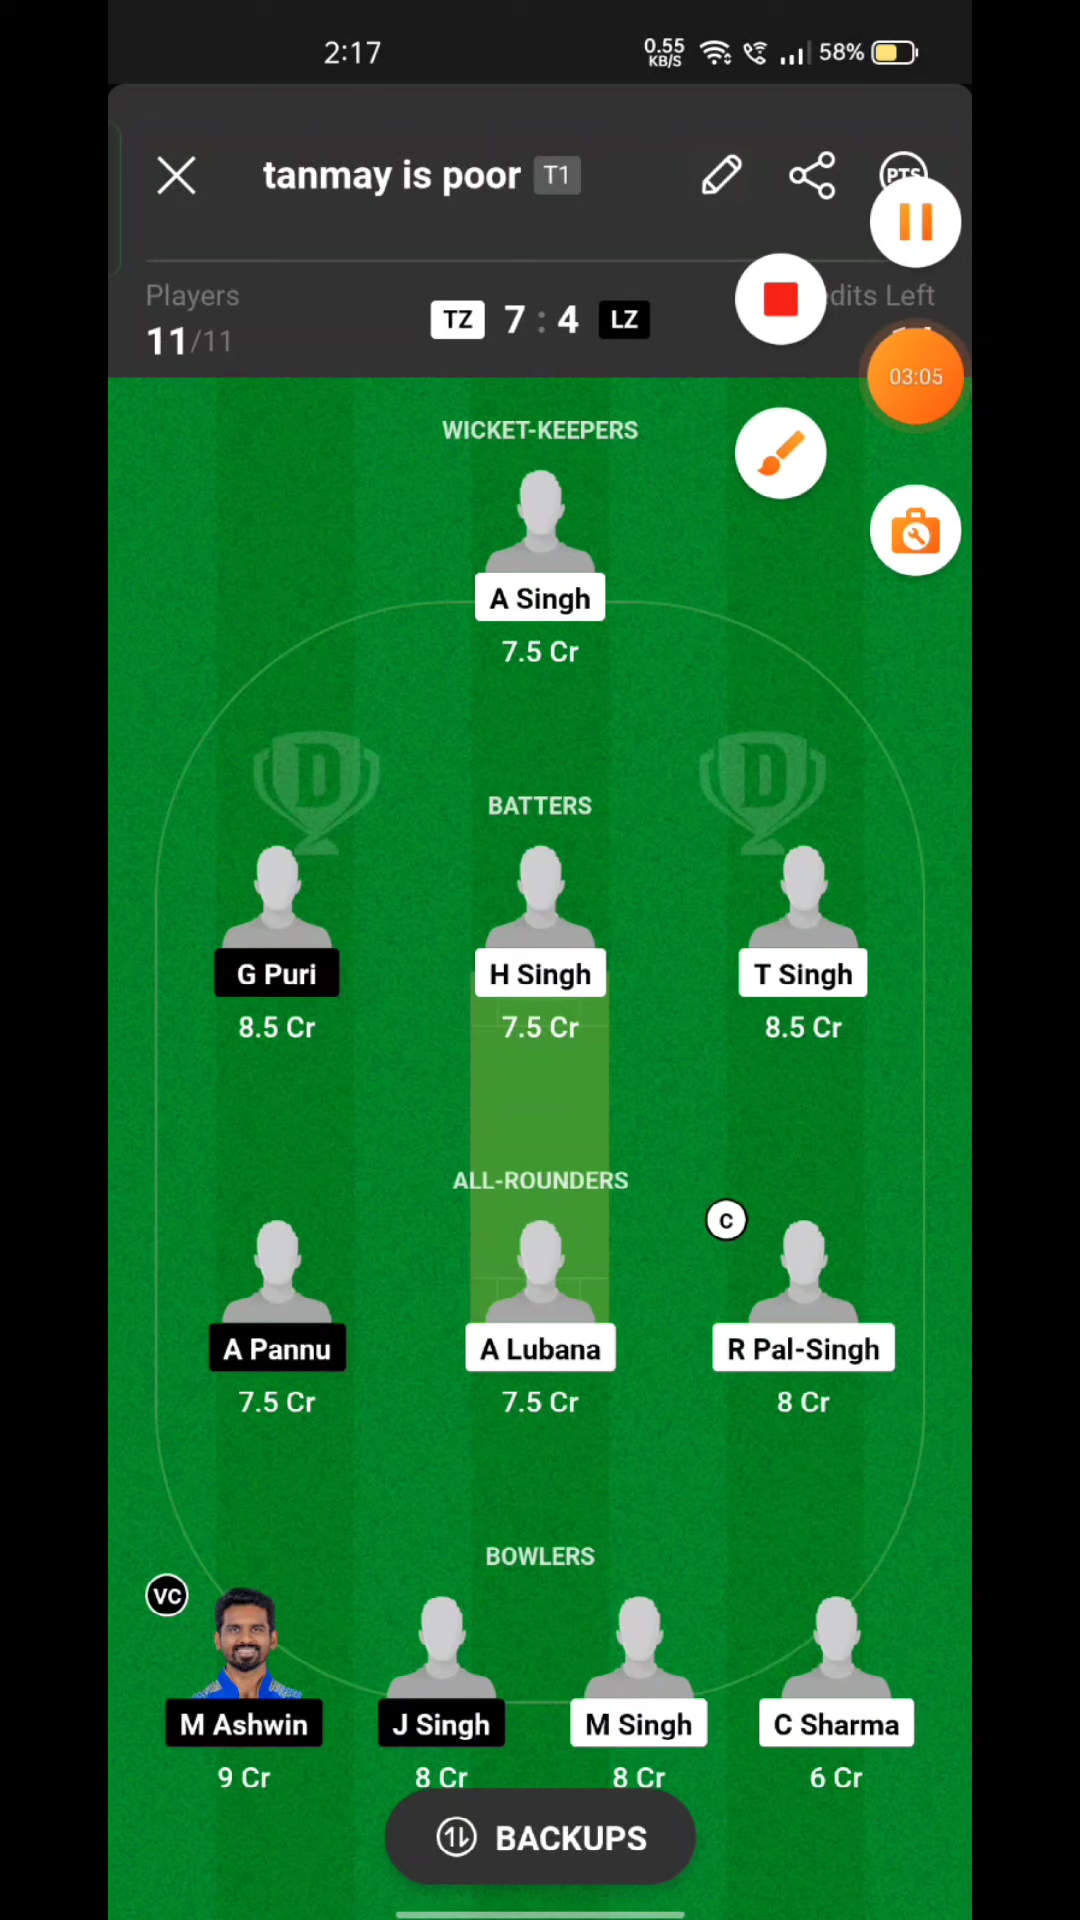 2:17
0.55
KB/S
58%
tanmay is poor T1
PTS
Players
11/11
TZ 7 : 4 LZ
dits Left
03:05
WICKET-KEEPERS
A Singh
7.5 Cr
D D
BATTERS
G Puri H Singh T Singh
8.5 Cr 7.5 Cr 8.5 Cr
ALL-ROUNDERS
C
A Pannu A Lubana R Pal-Singh
7.5 Cr 7.5 Cr 8 Cr
BOWLERS
VC
M Ashwin J Singh M Singh C Sharma
9 Cr 8 Cr 8 Cr 6 Cr
BACKUPS